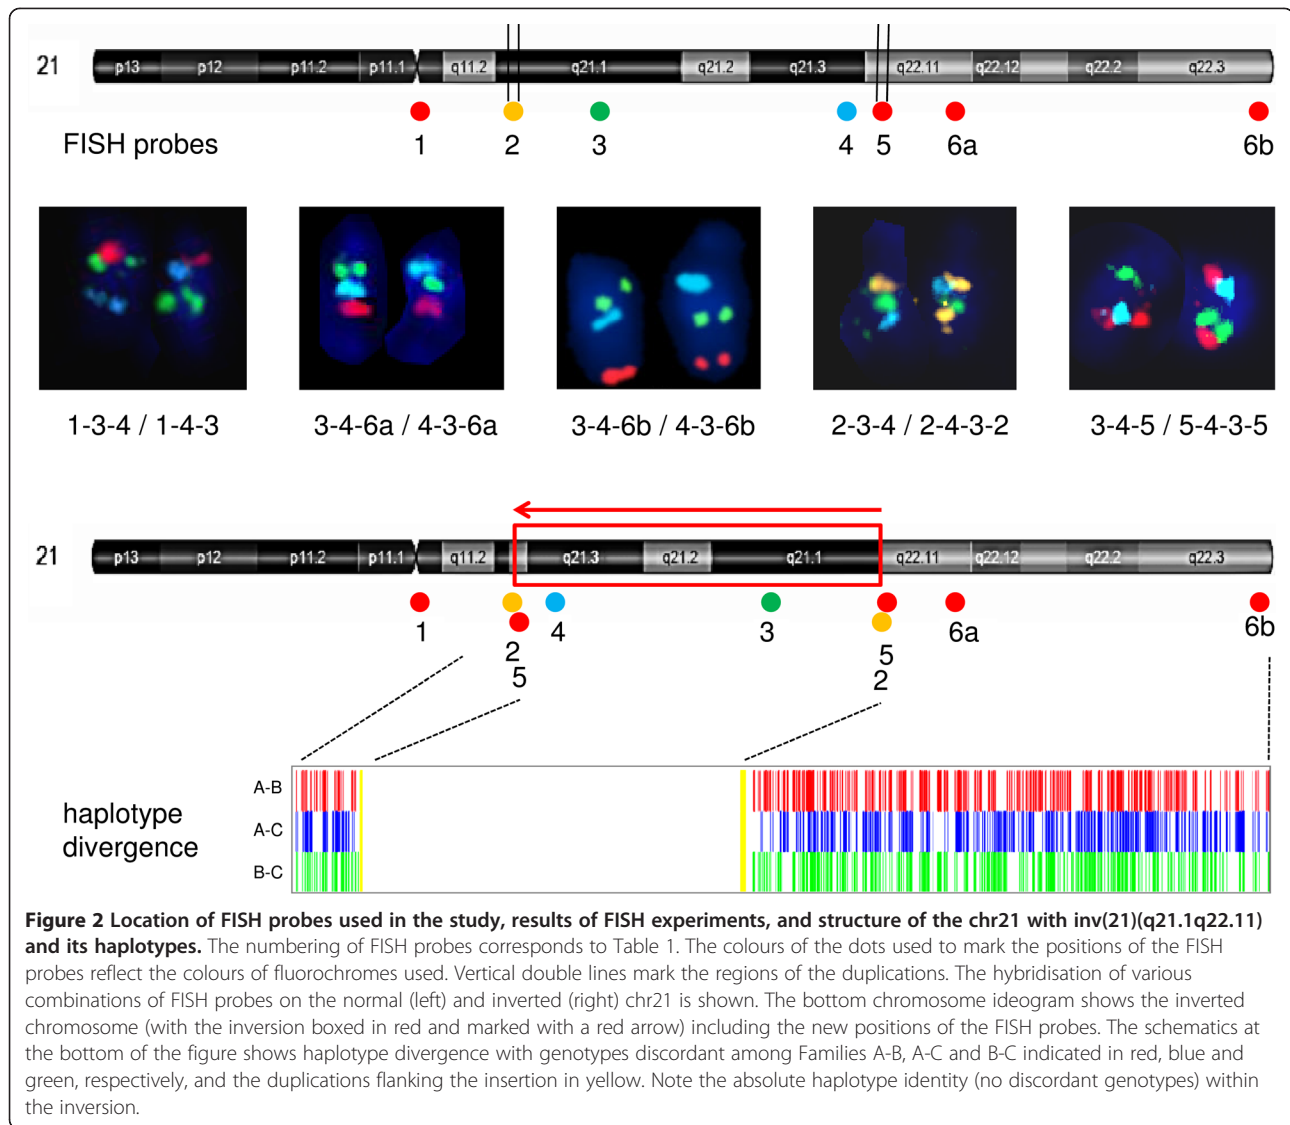 21 p13 p12 p11.2 p11.1 q11.2 q21.1 q21.2 q21.3 q22.11 q22.12 q22.2 q22.3
FISH probes
1 2 3 4 5 6a 6b
1-3-4 / 1-4-3 3-4-6a / 4-3-6a 3-4-6b / 4-3-6b 2-3-4 / 2-4-3-2 3-4-5 / 5-4-3-5
21 p13 p12 p11.2 p11.1 q11.2 q21.3 q21.2 q21.1 q22.11 q22.12 q22.2 q22.3
1 2 4 3 5 6a 6b
5 2
A-B
haplotype
divergence
A-C
B-C
Figure 2 Location of FISH probes used in the study, results of FISH experiments, and structure of the chr21 with inv(21)(q21.1q22.11)
and its haplotypes. The numbering of FISH probes corresponds to Table 1. The colours of the dots used to mark the positions of the FISH
probes reflect the colours of fluorochromes used. Vertical double lines mark the regions of the duplications. The hybridisation of various
combinations of FISH probes on the normal (left) and inverted (right) chr21 is shown. The bottom chromosome ideogram shows the inverted
chromosome (with the inversion boxed in red and marked with a red arrow) including the new positions of the FISH probes. The schematics at
the bottom of the figure shows haplotype divergence with genotypes discordant among Families A-B, A-C and B-C indicated in red, blue and
green, respectively, and the duplications flanking the insertion in yellow. Note the absolute haplotype identity (no discordant genotypes) within
the inversion.